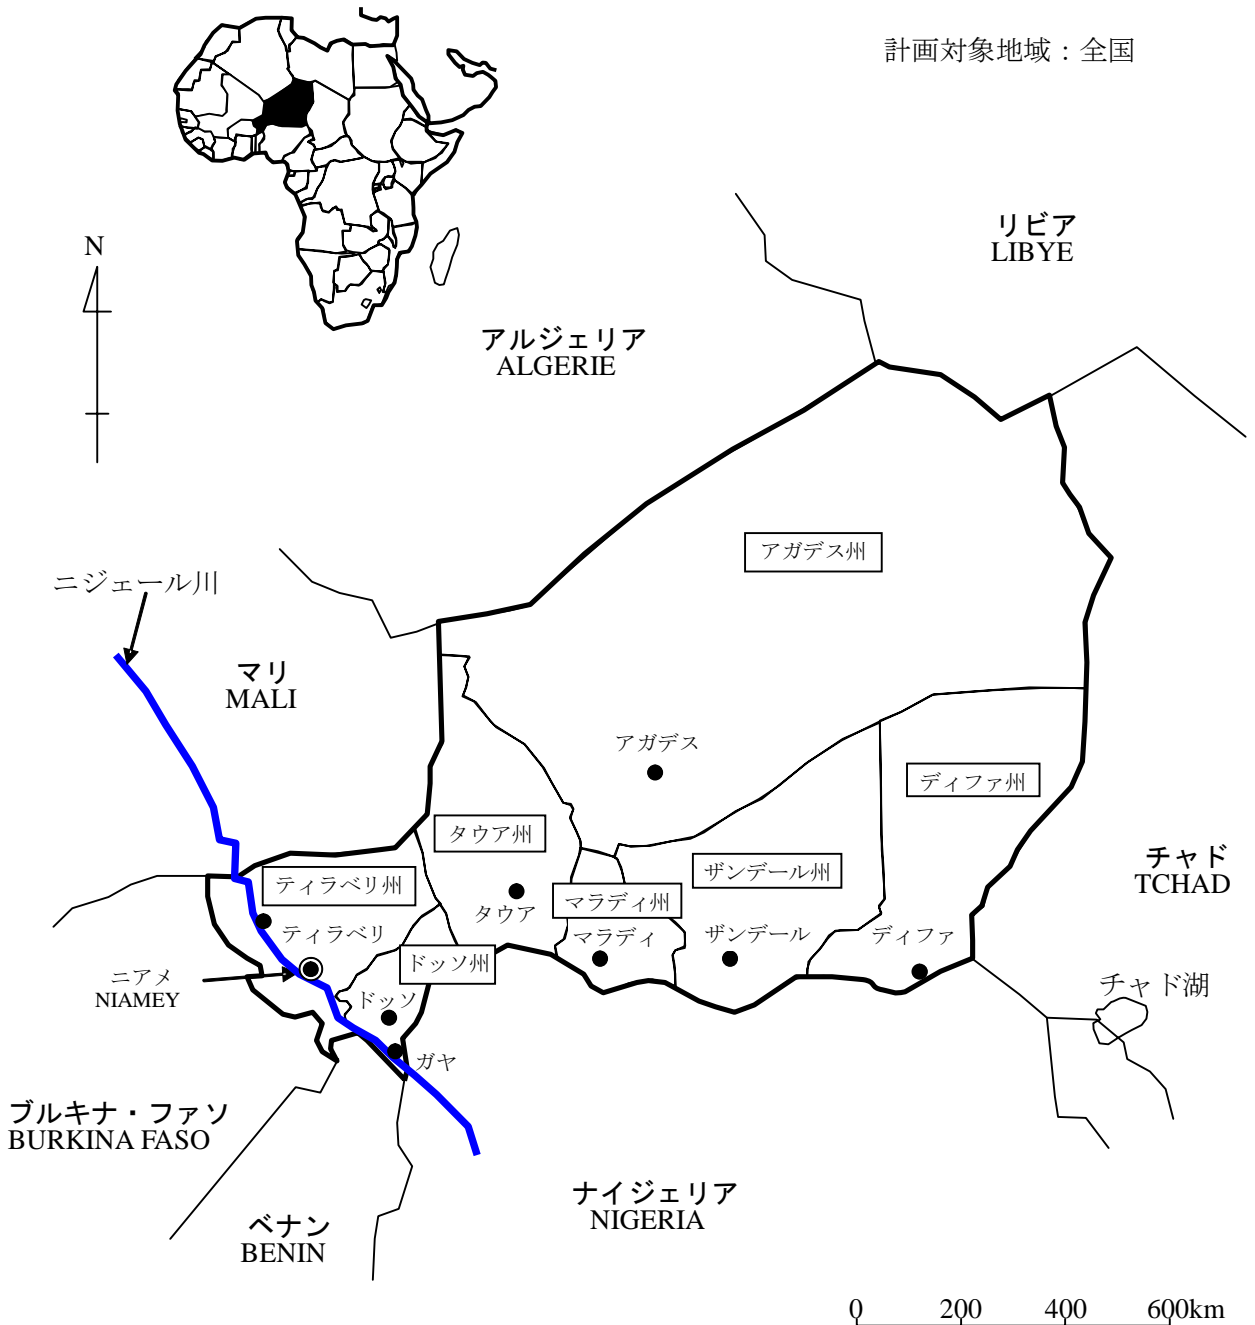 計画対象地域：全国
リビア
LIBYE
N
アルジェリア
ALGERIE
アガデス州
ニジェール川
マリ
MALI
アガデス
ディファ州
タウア州
チャド
TCHAD
ティラベリ州
ザンデール州
マラディ州
タウア
ティラベリ
マラディ
ザンデール
ディファ
ドッソ州
ニアメ
NIAMEY
ドッソ
チャド湖
ガヤ
ブルキナ・ファソ
BURKINA FASO
ナイジェリア
NIGERIA
ベナン
BENIN
0 200 400 600km